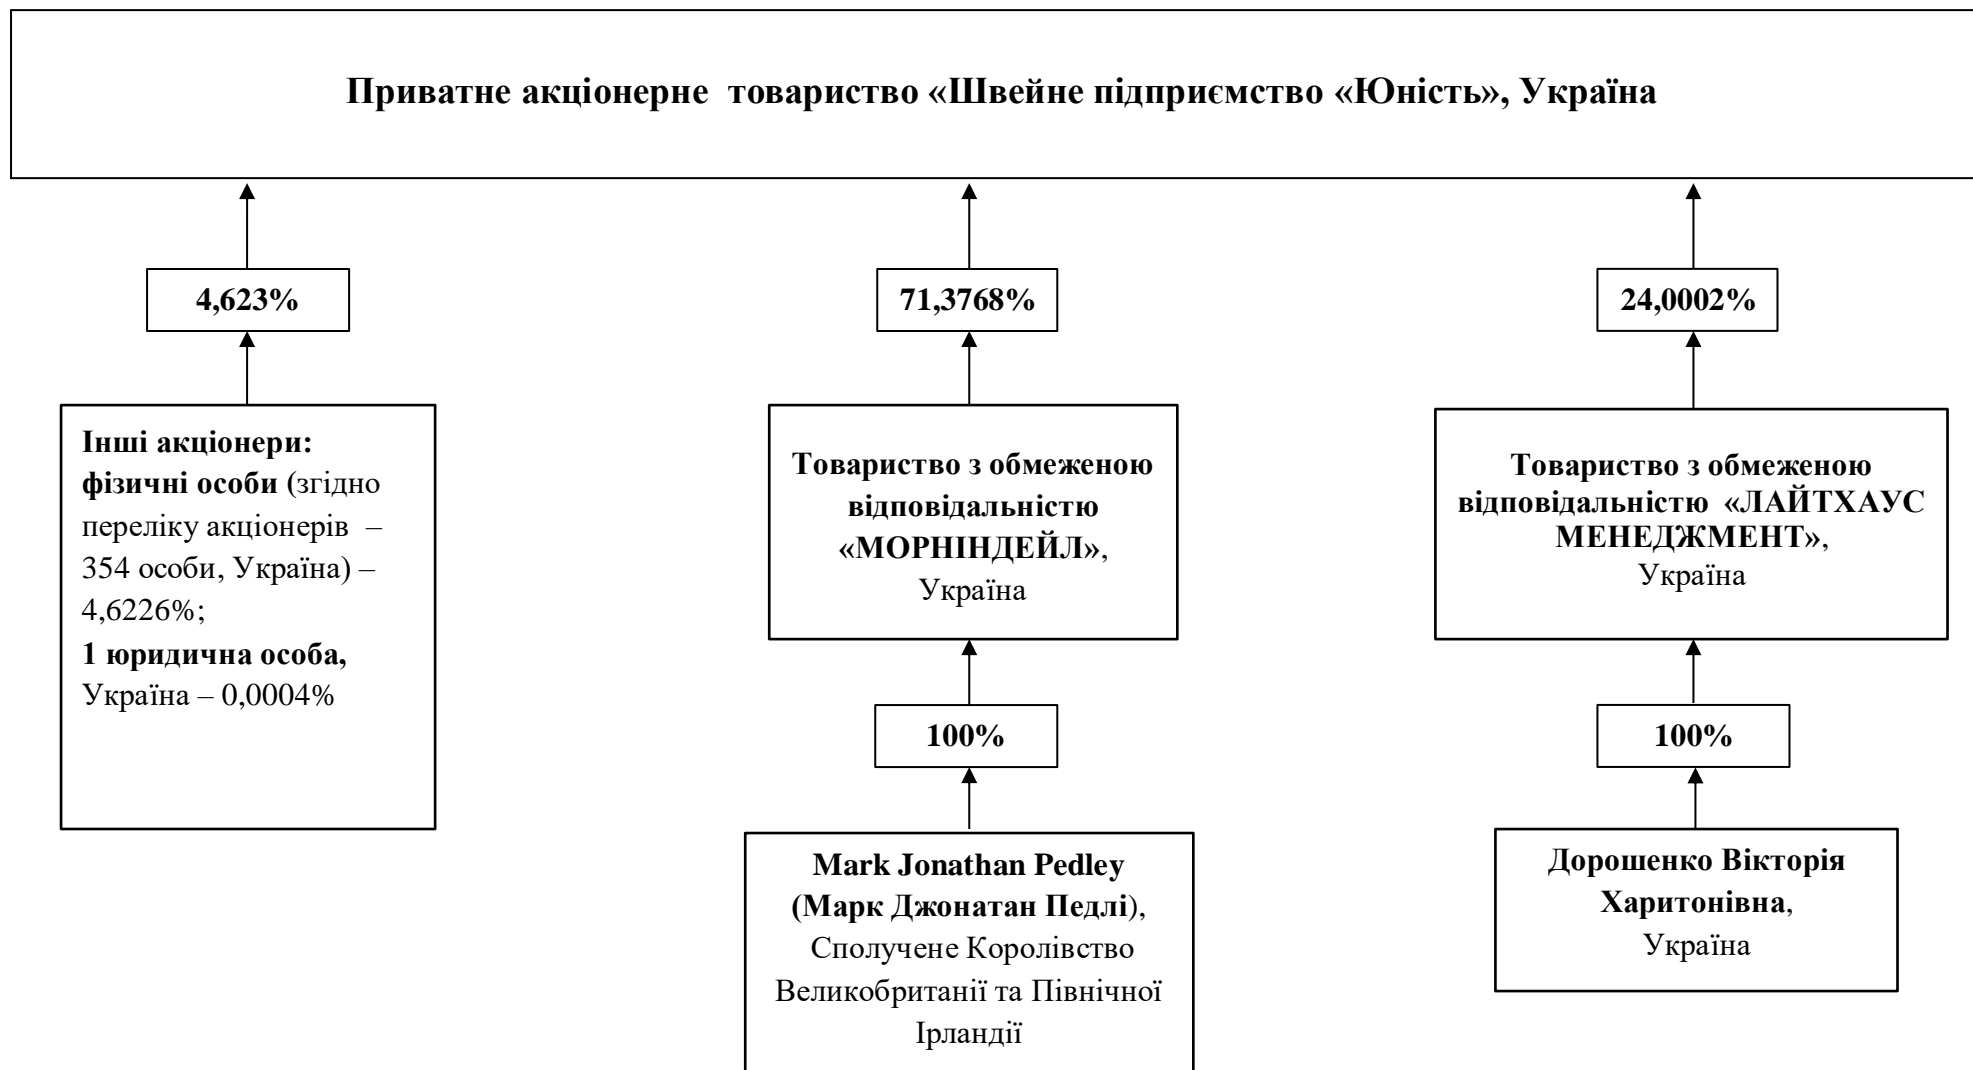 Приватне акціонерне товариство «Швейне підприємство «Юність», Україна
4,623%
71,3768%
24,0002%
Інші акціонери:
фізичні особи (згідно
переліку акціонерів –
354 особи, Україна) –
4,6226%;
1 юридична особа,
Україна – 0,0004%
Товариство з обмеженою
відповідальністю
«МОРНІНДЕЙЛ»,
Україна
Товариство з обмеженою
відповідальністю «ЛАЙТХАУС
МЕНЕДЖМЕНТ»,
Україна
100%
100%
Mark Jonathan Pedley
(Марк Джонатан Педлі),
Сполучене Королівство
Великобританії та Північної
Ірландії
Дорошенко Вікторія
Харитонівна,
Україна